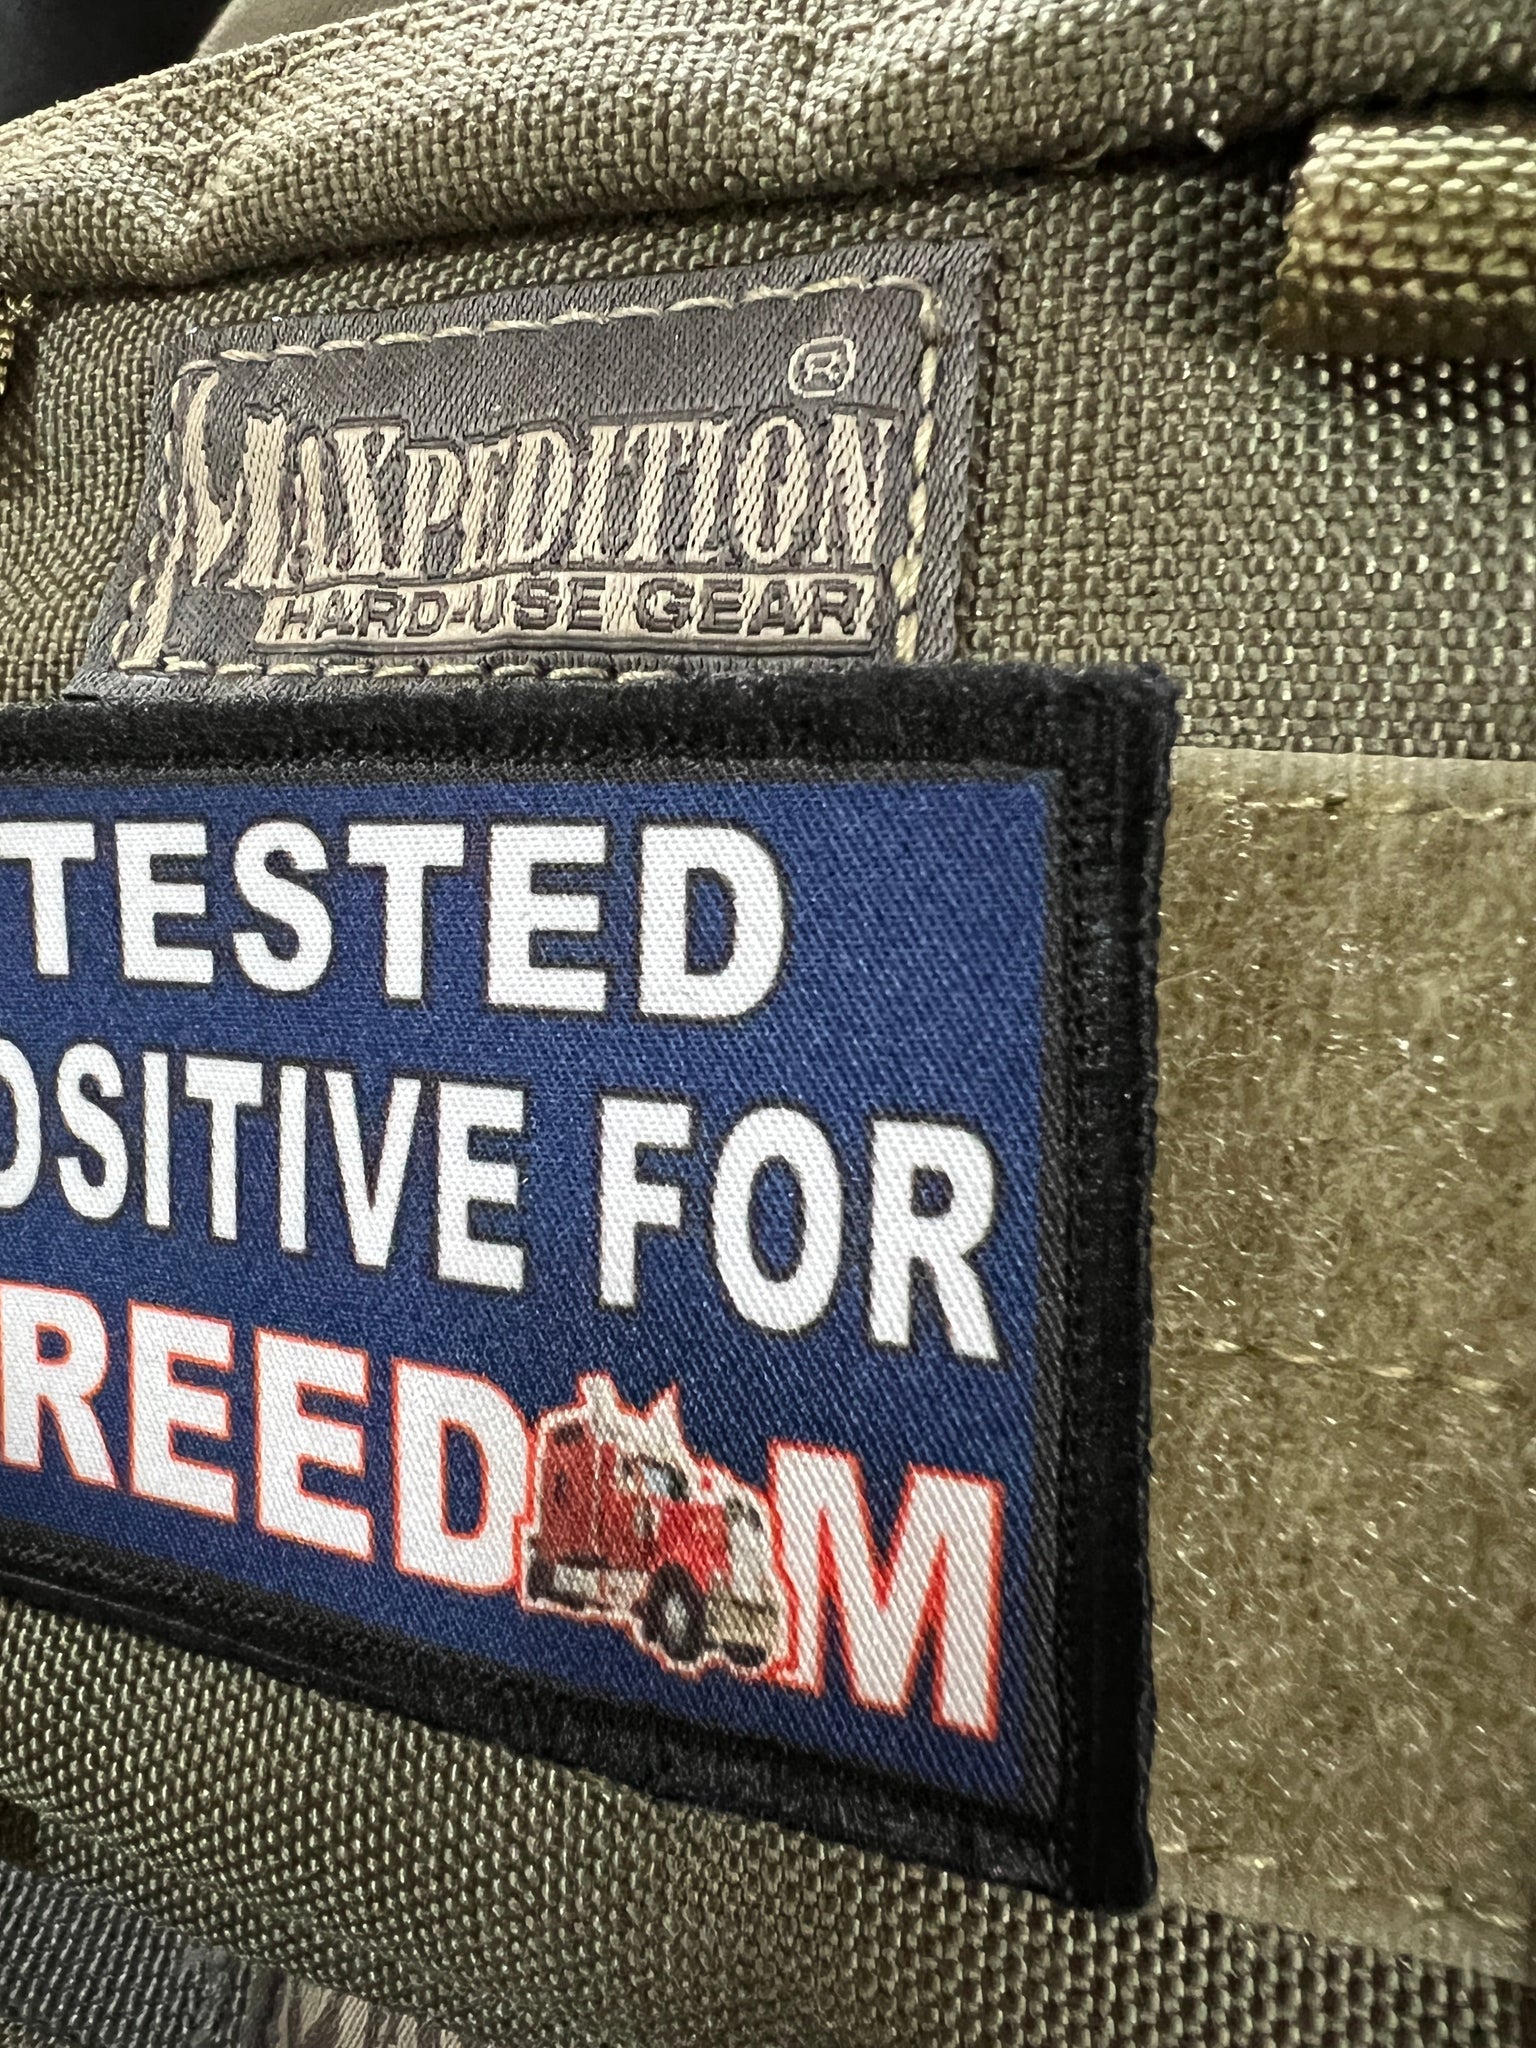 ®
MAXPEDITION
HARD-USE GEAR
TESTED
OSITIVE FOR
REED M